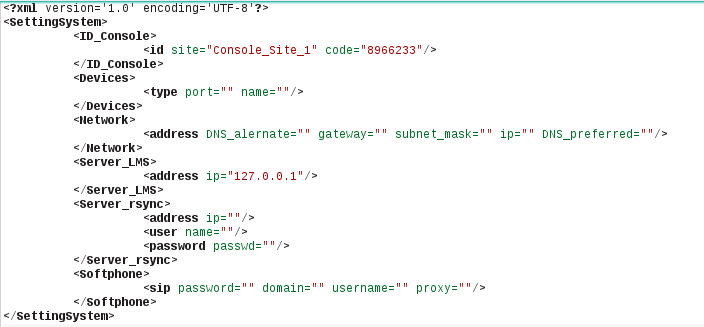 <?xml version='1.0' encoding='UTF-8'?>
<SettingSystem>
<ID_Console>
<id site="Console_Site_1" code="8966233"/>
</ID_Console>
<Devices>
<type port="" name=""/>
</Devices>
<Network>
<address DNS_alernate="" gateway="" subnet_mask="" ip="" DNS_preferred=""/>
</Network>
<Server_LMS>
<address ip="127.0.0.1"/>
</Server_LMS>
<Server_rsync>
<address ip=""/>
<user name=""/>
<password passwd=""/>
</Server_rsync>
<Softphone>
<sip password="" domain="" username="" proxy=""/>
</Softphone>
</SettingSystem>